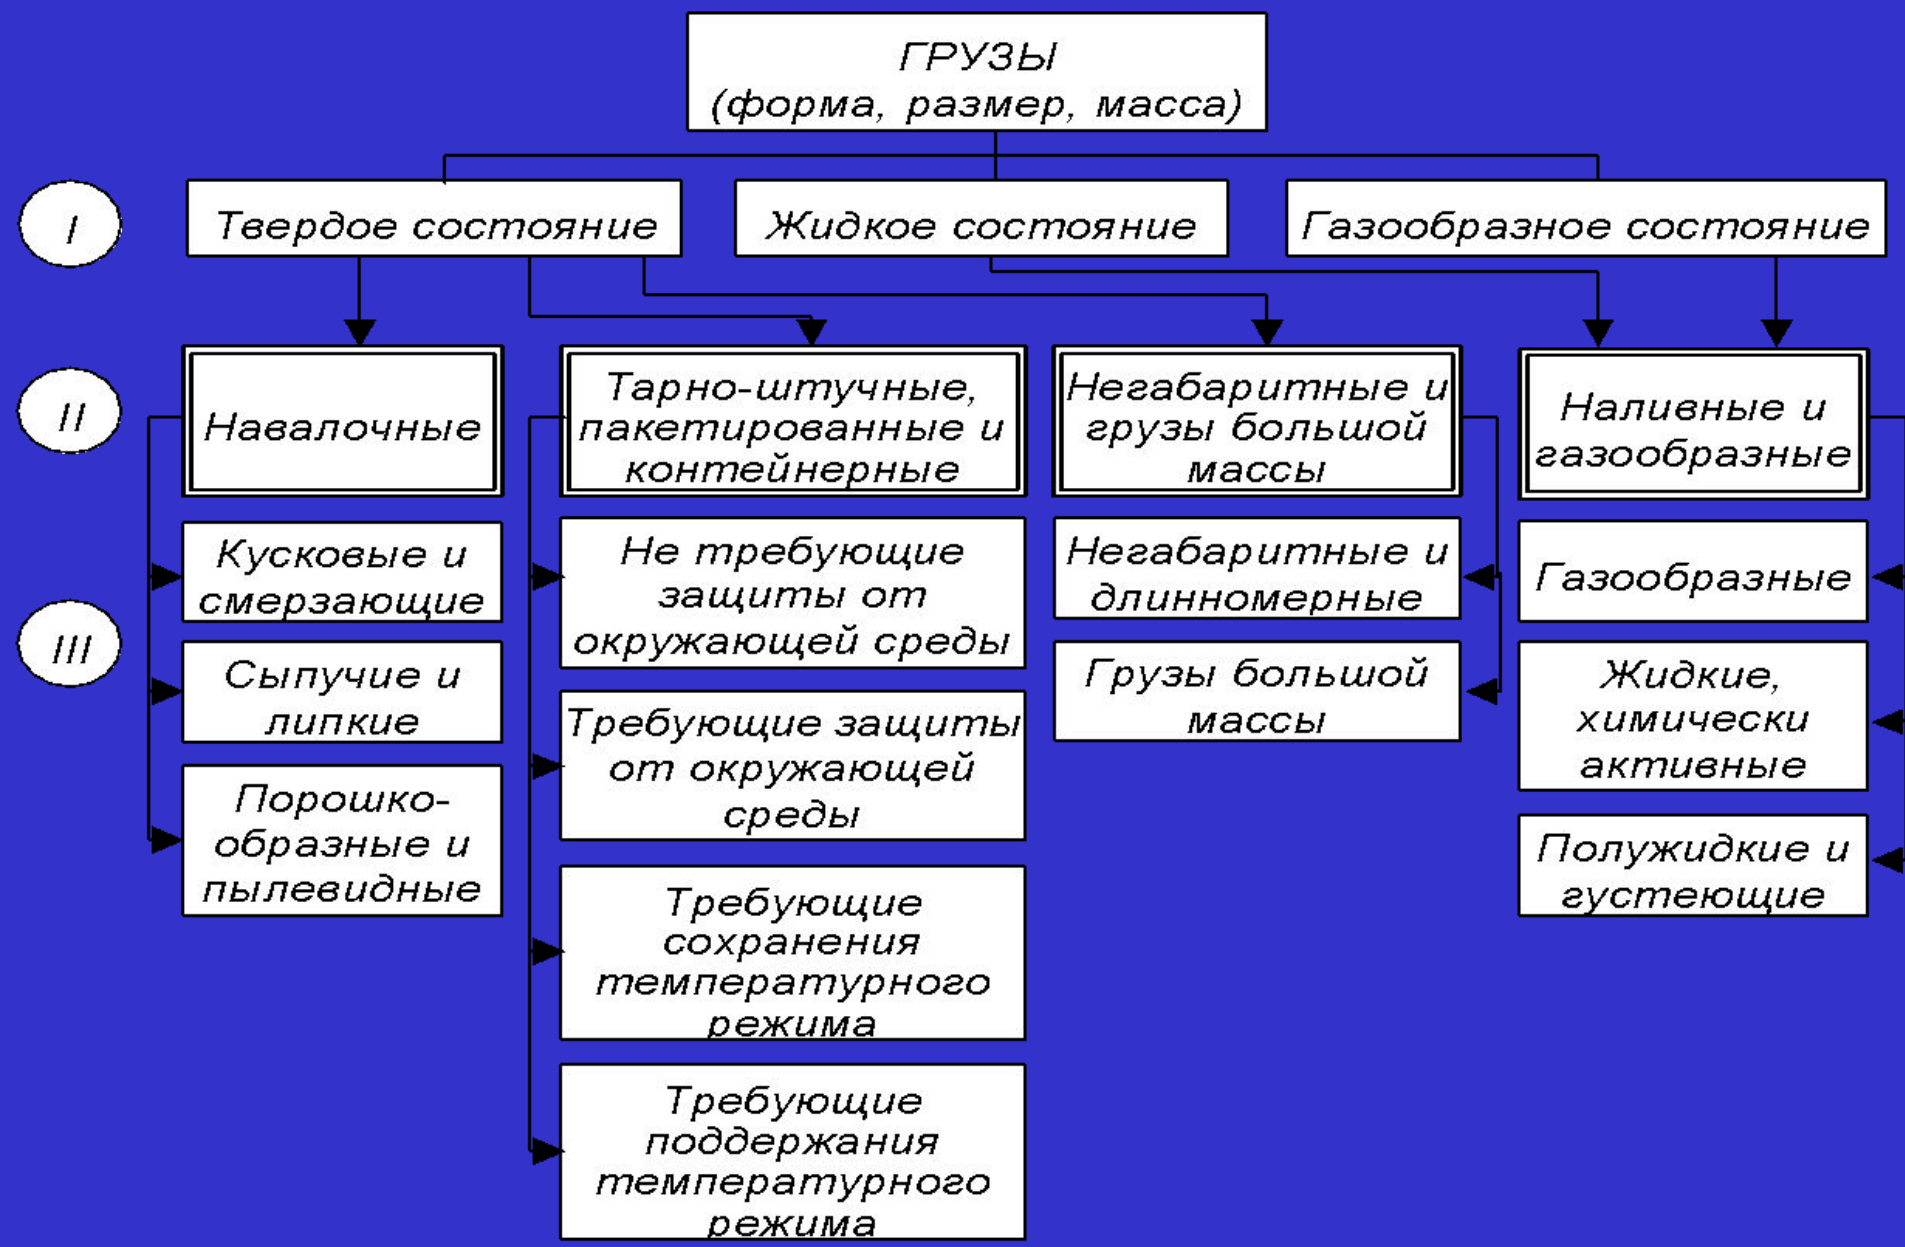 ГРУЗЫ
(форма, размер, масса)
I
Твердое состояние
Жидкое состояние
Газообразное состояние
II
Навалочные
Тарно-штучные,
пакетированные и
контейнерные
Негабаритные и
грузы большой
массы
Наливные и
газообразные
III
Кусковые и
смерзающие
Сыпучие и
липкие
Порошко-
образные и
пылевидные
Не требующие
защиты от
окружающей среды
Требующие защиты
от окружающей
среды
Требующие
сохранения
температурного
режима
Требующие
поддержания
температурного
режима
Негабаритные и
длинномерные
Грузы большой
массы
Газообразные
Жидкие,
химически
активные
Полужидкие и
густеющие